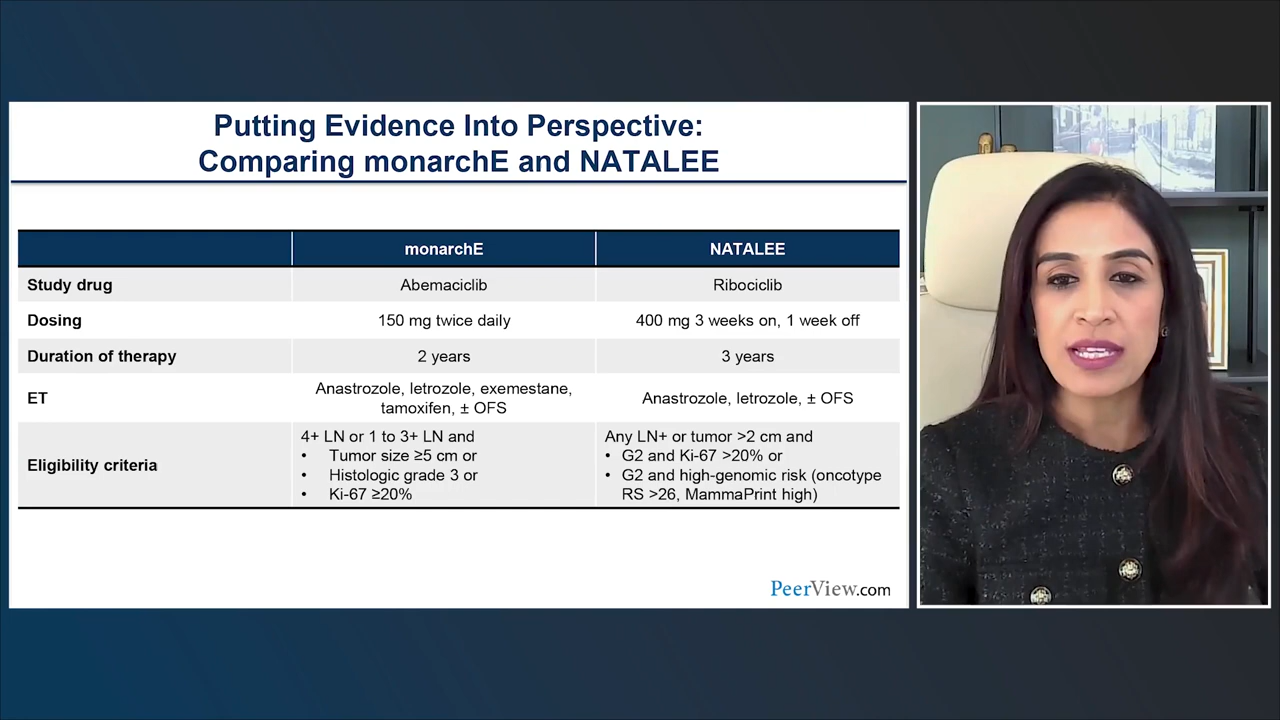 Putting Evidence Into Perspective:
Comparing monarchE and NATALEE
monarchE NATALEE
Study drug Abemaciclib Ribociclib
Dosing 150 mg twice daily 400 mg 3 weeks on, 1 week off
Duration of therapy 2 years 3 years
ET Anastrozole, letrozole, exemestane, tamoxifen, ± OFS Anastrozole, letrozole, ± OFS
Eligibility criteria
4+ LN or 1 to 3+ LN and
• Tumor size ≥5 cm or
• Histologic grade 3 or
• Ki-67 ≥20%
Any LN+ or tumor >2 cm and
• G2 and Ki-67 >20% or
• G2 and high-genomic risk (oncotype
RS >26, MammaPrint high)
PeerView.com